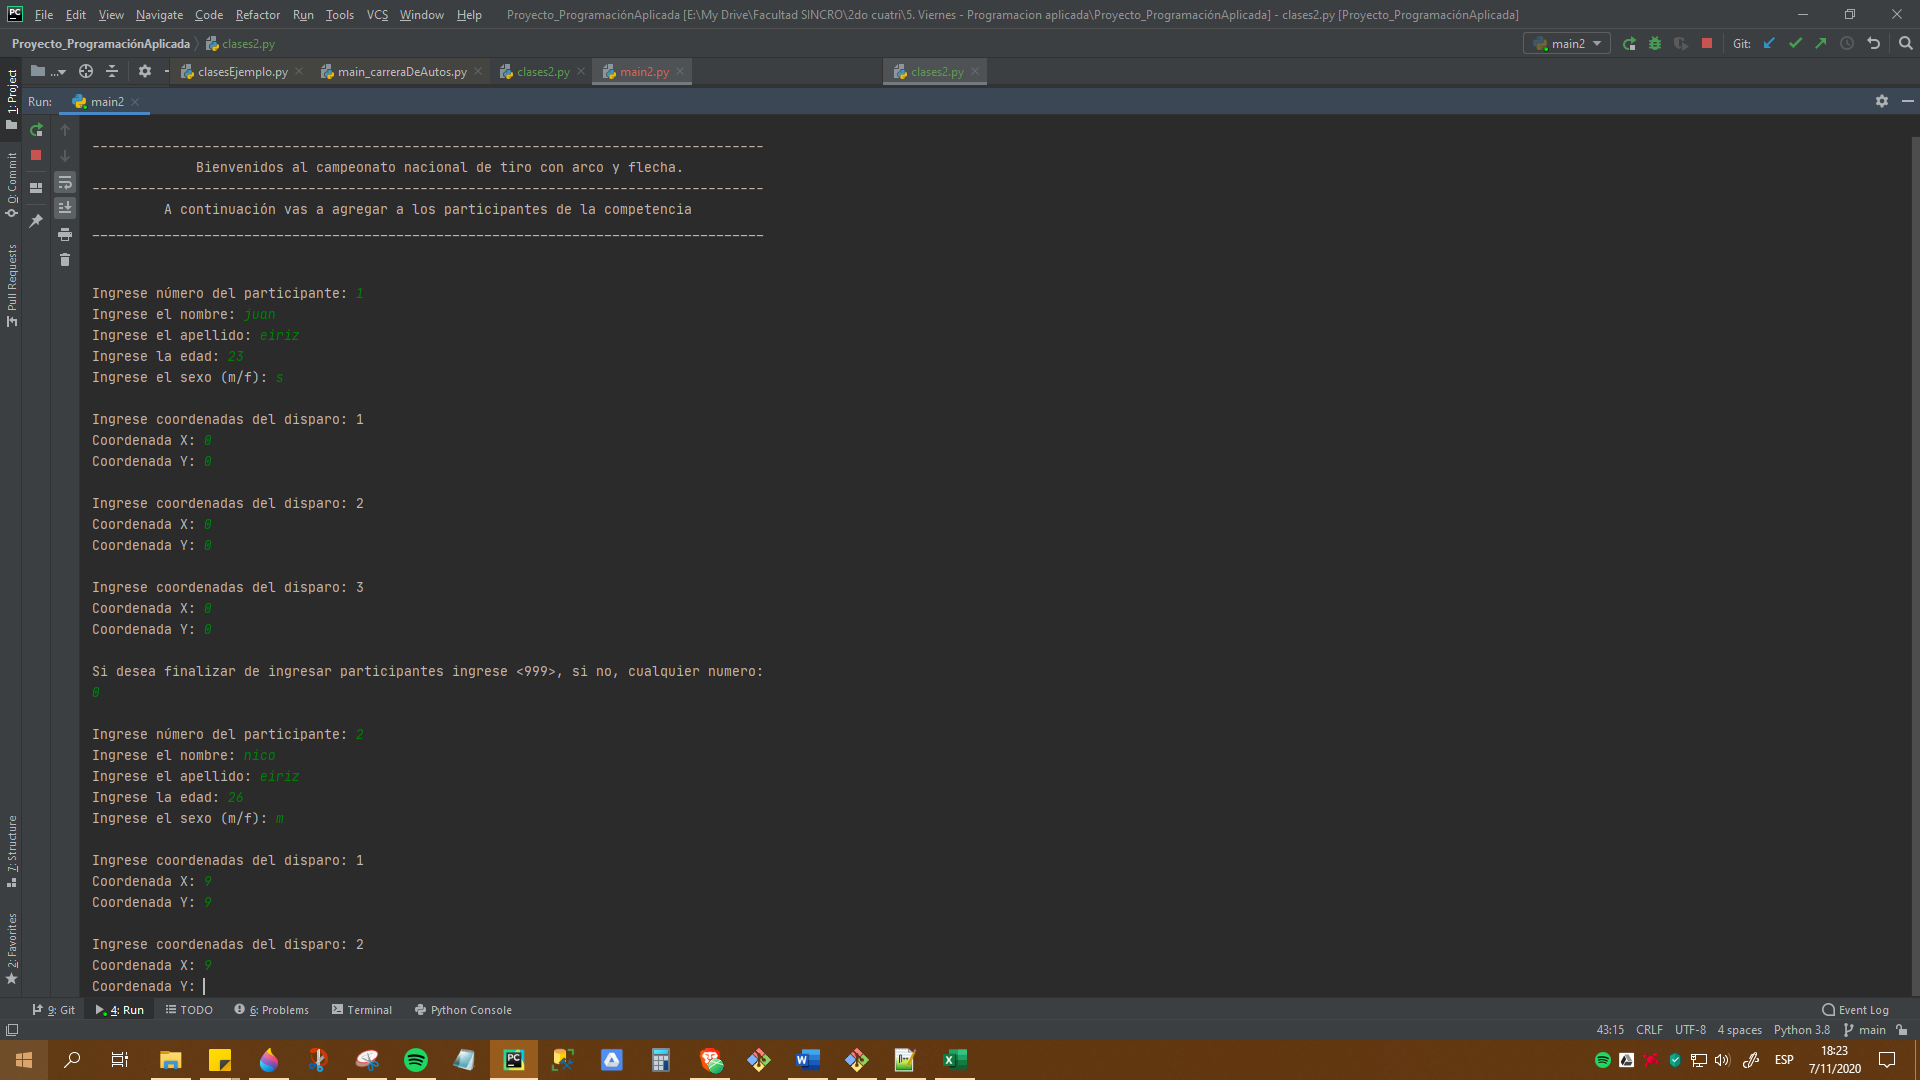 PC File Edit View Navigate Code Refactor Run Tools VCS Git Window Help Proyecto_ProgramaciónAplicada [E:\My Drive\Facultad SINCRO\2do cuatri\5. Viernes - Programacion aplicada\Proyecto_ProgramaciónAplicada] - clases2.py [Proyecto_ProgramaciónAplicada]
Proyecto_ProgramaciónAplicada clases2.py main2 Git:
... clasesEjemplo.py main_carreraDeAutos.py clases2.py main2.py clases2.py
Run: main2
1: Project
0: Commit
Pull Requests
7: Structure
2: Favorites
-----------------------------------------------------------------------------------
Bienvenidos al campeonato nacional de tiro con arco y flecha.
-----------------------------------------------------------------------------------
A continuación vas a agregar a los participantes de la competencia
___________________________________________________________________________________
Ingrese número del participante: 1
Ingrese el nombre: juan
Ingrese el apellido: eiriz
Ingrese la edad: 23
Ingrese el sexo (m/f): s
Ingrese coordenadas del disparo: 1
Coordenada X: 0
Coordenada Y: 0
Ingrese coordenadas del disparo: 2
Coordenada X: 0
Coordenada Y: 0
Ingrese coordenadas del disparo: 3
Coordenada X: 0
Coordenada Y: 0
Si desea finalizar de ingresar participantes ingrese <999>, si no, cualquier numero:
0
Ingrese número del participante: 2
Ingrese el nombre: nico
Ingrese el apellido: eiriz
Ingrese la edad: 26
Ingrese el sexo (m/f): m
Ingrese coordenadas del disparo: 1
Coordenada X: 9
Coordenada Y: 9
Ingrese coordenadas del disparo: 2
Coordenada X: 9
Coordenada Y:
9: Git 4: Run TODO 6: Problems Terminal Python Console Event Log
43:15 CRLF UTF-8 4 spaces Python 3.8 main
PC ESP 18:23
7/11/2020